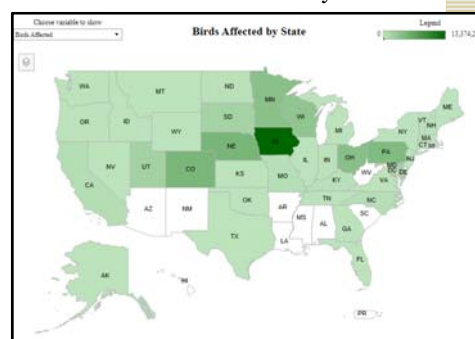 Choose variable to show
Birds Affected
Birds Affected by State
Legend
0
WA
MT
ND
MN
ME
OR
ID
SD
WI
VT
NH
WY
MI
NY
MA
CT
NE
PA
NJ
NV
UT
CO
IL
IN
OH
DE
CA
KS
MO
KY
WV
VA
AZ
NM
OK
AR
TN
NC
MS
AL
SC
GA
TX
LA
FL
AK
HI
PR